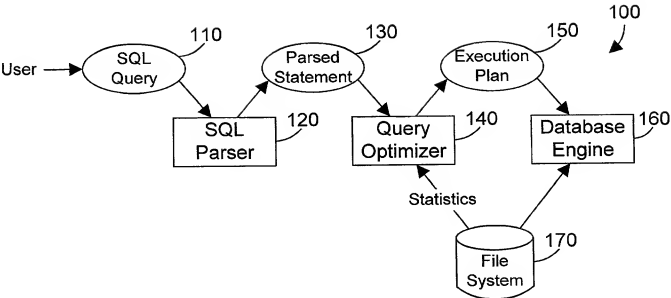 100
110
130
150
User
SQL
Query
Parsed
Statement
Execution
Plan
SQL
Parser
120
Query
Optimizer
140
Database
Engine
160
Statistics
File
System
170